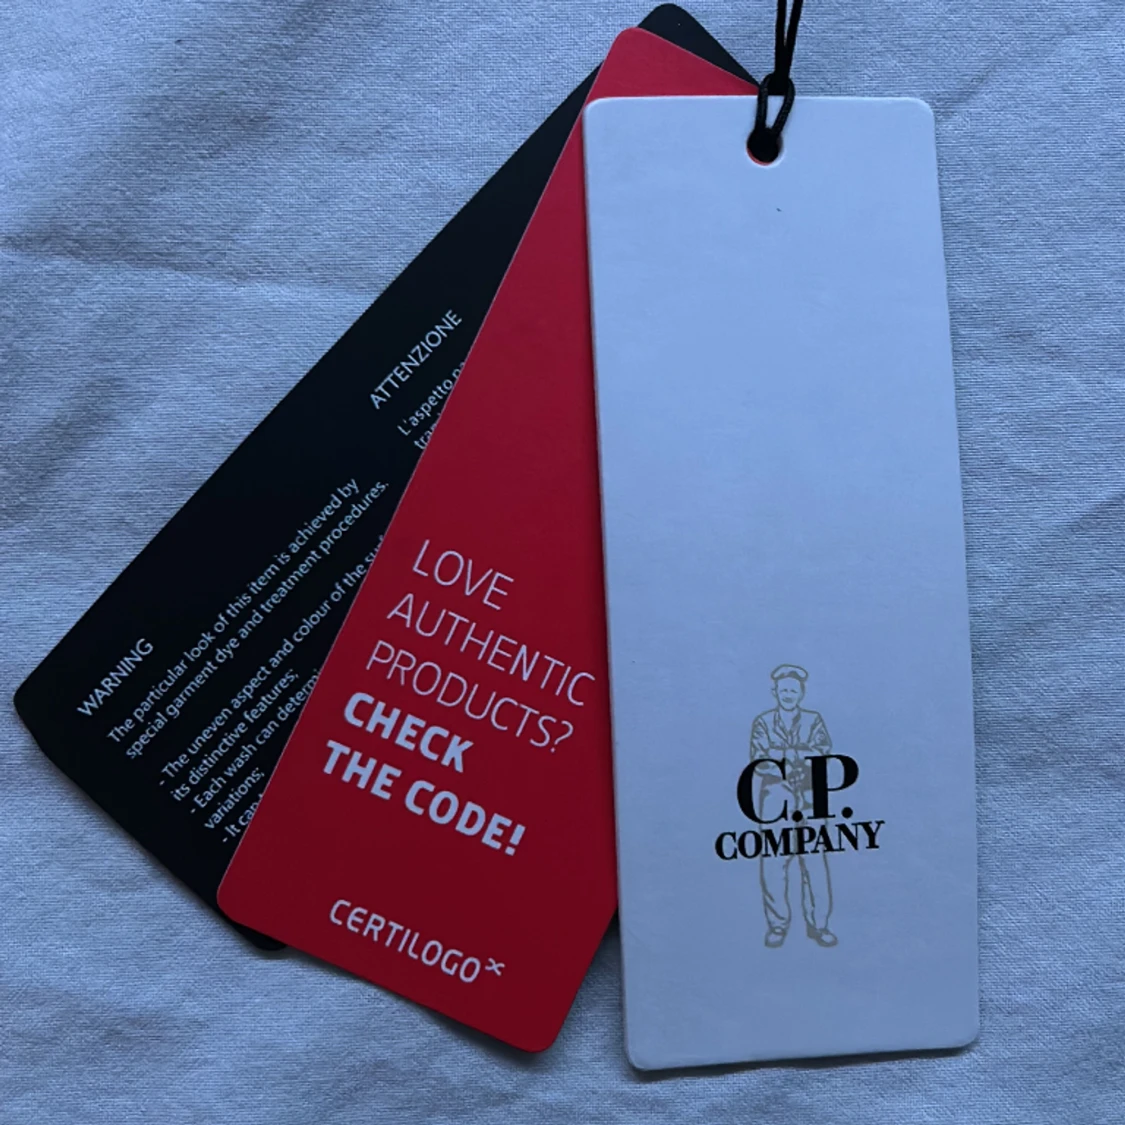 ATTENZIONE
L'aspetto
WARNING
The particular look of this item is achieved by
special garment dye and treatment procedures.
- The uneven aspect and colour of the
its distinctive features;
- Each wash can
variations;
- It can
LOVE
AUTHENTIC
PRODUCTS?
CHECK
THE CODE!
CERTILOGO
C.P.
COMPANY